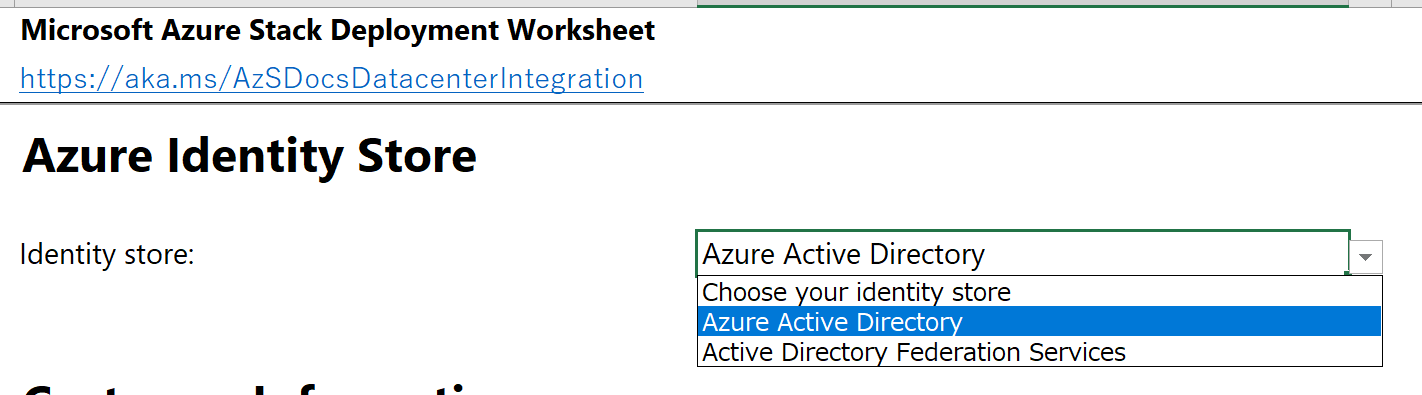 Microsoft Azure Stack Deployment Worksheet
https://aka.ms/AzSDocsDatacenterIntegration
Azure Identity Store
Identity store:
Azure Active Directory
Choose your identity store
Azure Active Directory
Active Directory Federation Services